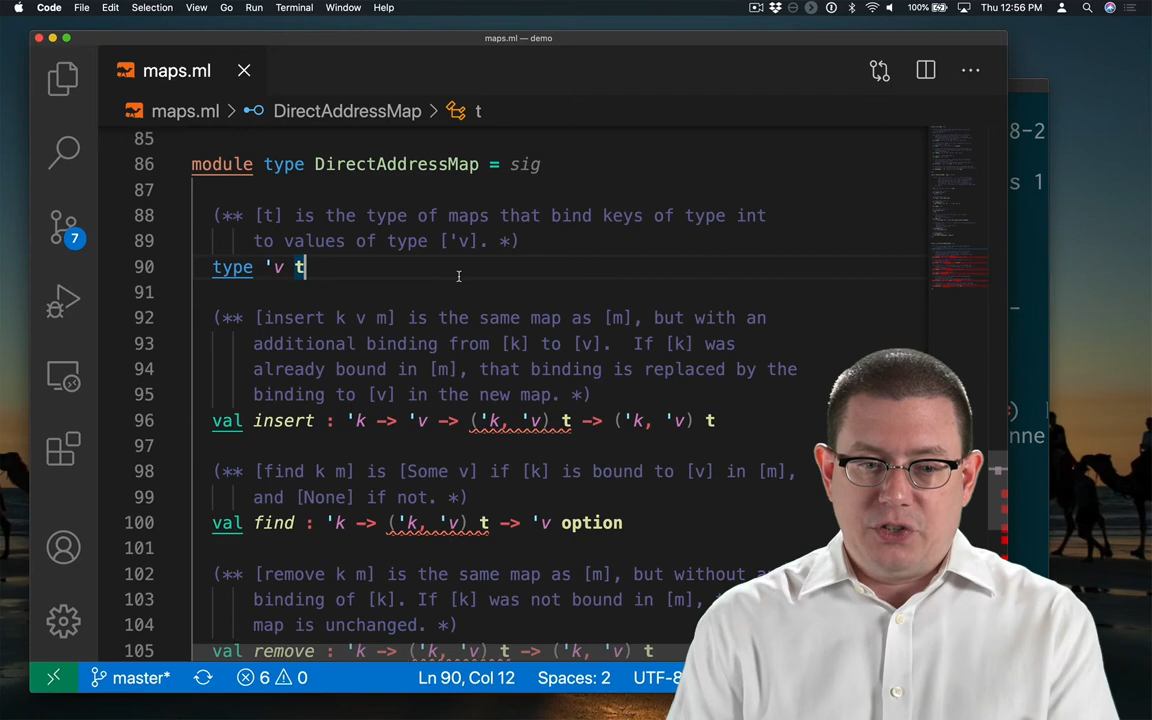 Code File Edit Selection View Go Run Terminal Window Help 100% Thu 12:56 PM
maps.ml — demo
maps.ml
maps.ml > DirectAddressMap > t
85
86 module type DirectAddressMap = sig
87
88 (** [t] is the type of maps that bind keys of type int
89 to values of type ['v]. *)
90 type 'v t
91
92 (** [insert k v m] is the same map as [m], but with an
93 additional binding from [k] to [v].  If [k] was
94 already bound in [m], that binding is replaced by the
95 binding to [v] in the new map. *)
96 val insert : 'k -> 'v -> ('k, 'v) t -> ('k, 'v) t
97
98 (** [find k m] is [Some v] if [k] is bound to [v] in [m],
99 and [None] if not. *)
100 val find : 'k -> ('k, 'v) t -> 'v option
101
102 (** [remove k m] is the same map as [m], but without a
103 binding of [k]. If [k] was not bound in [m],
104 map is unchanged. *)
105 val remove : 'k -> ('k, 'v) t -> ('k, 'v) t
7
8-2
s 1
nne
master* 6 0 Ln 90, Col 12 Spaces: 2 UTF-8